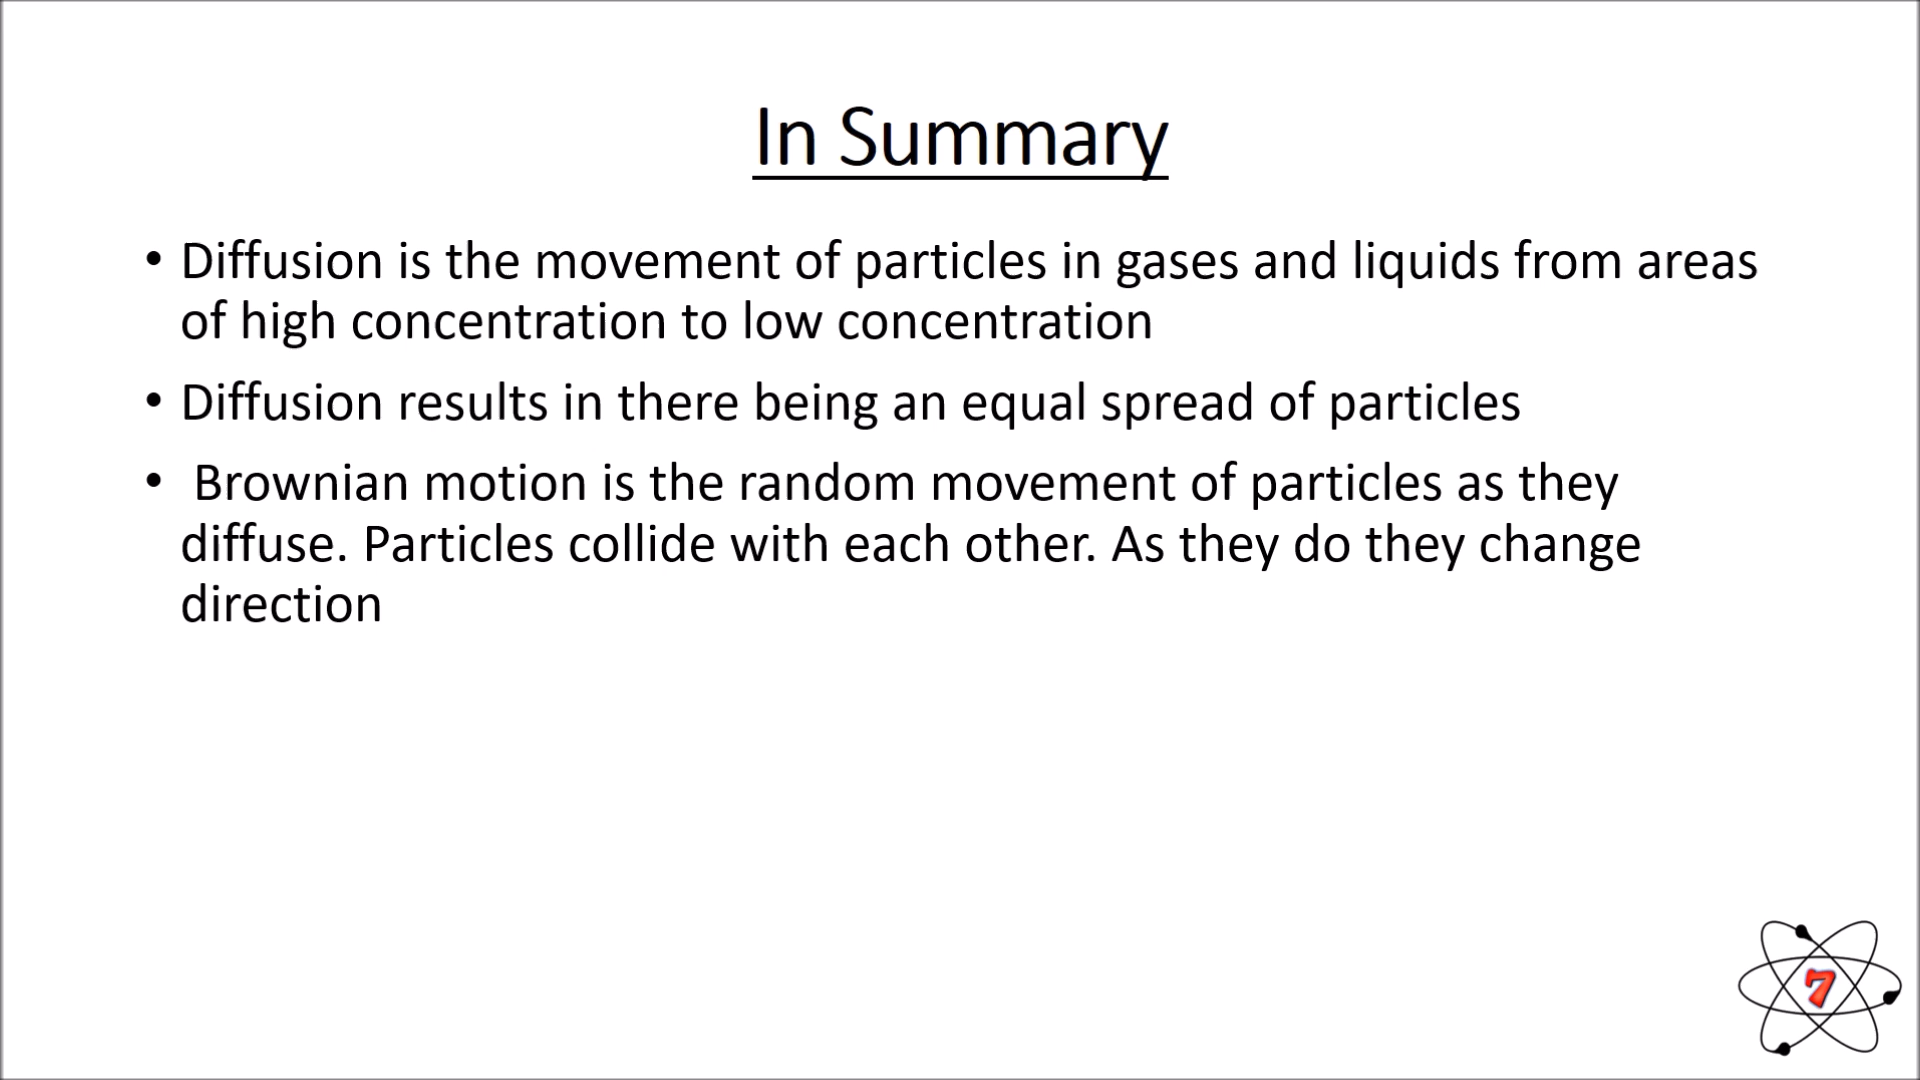 In Summary
• Diffusion is the movement of particles in gases and liquids from areas
of high concentration to low concentration
• Diffusion results in there being an equal spread of particles
• Brownian motion is the random movement of particles as they
diffuse. Particles collide with each other. As they do they change
direction
7